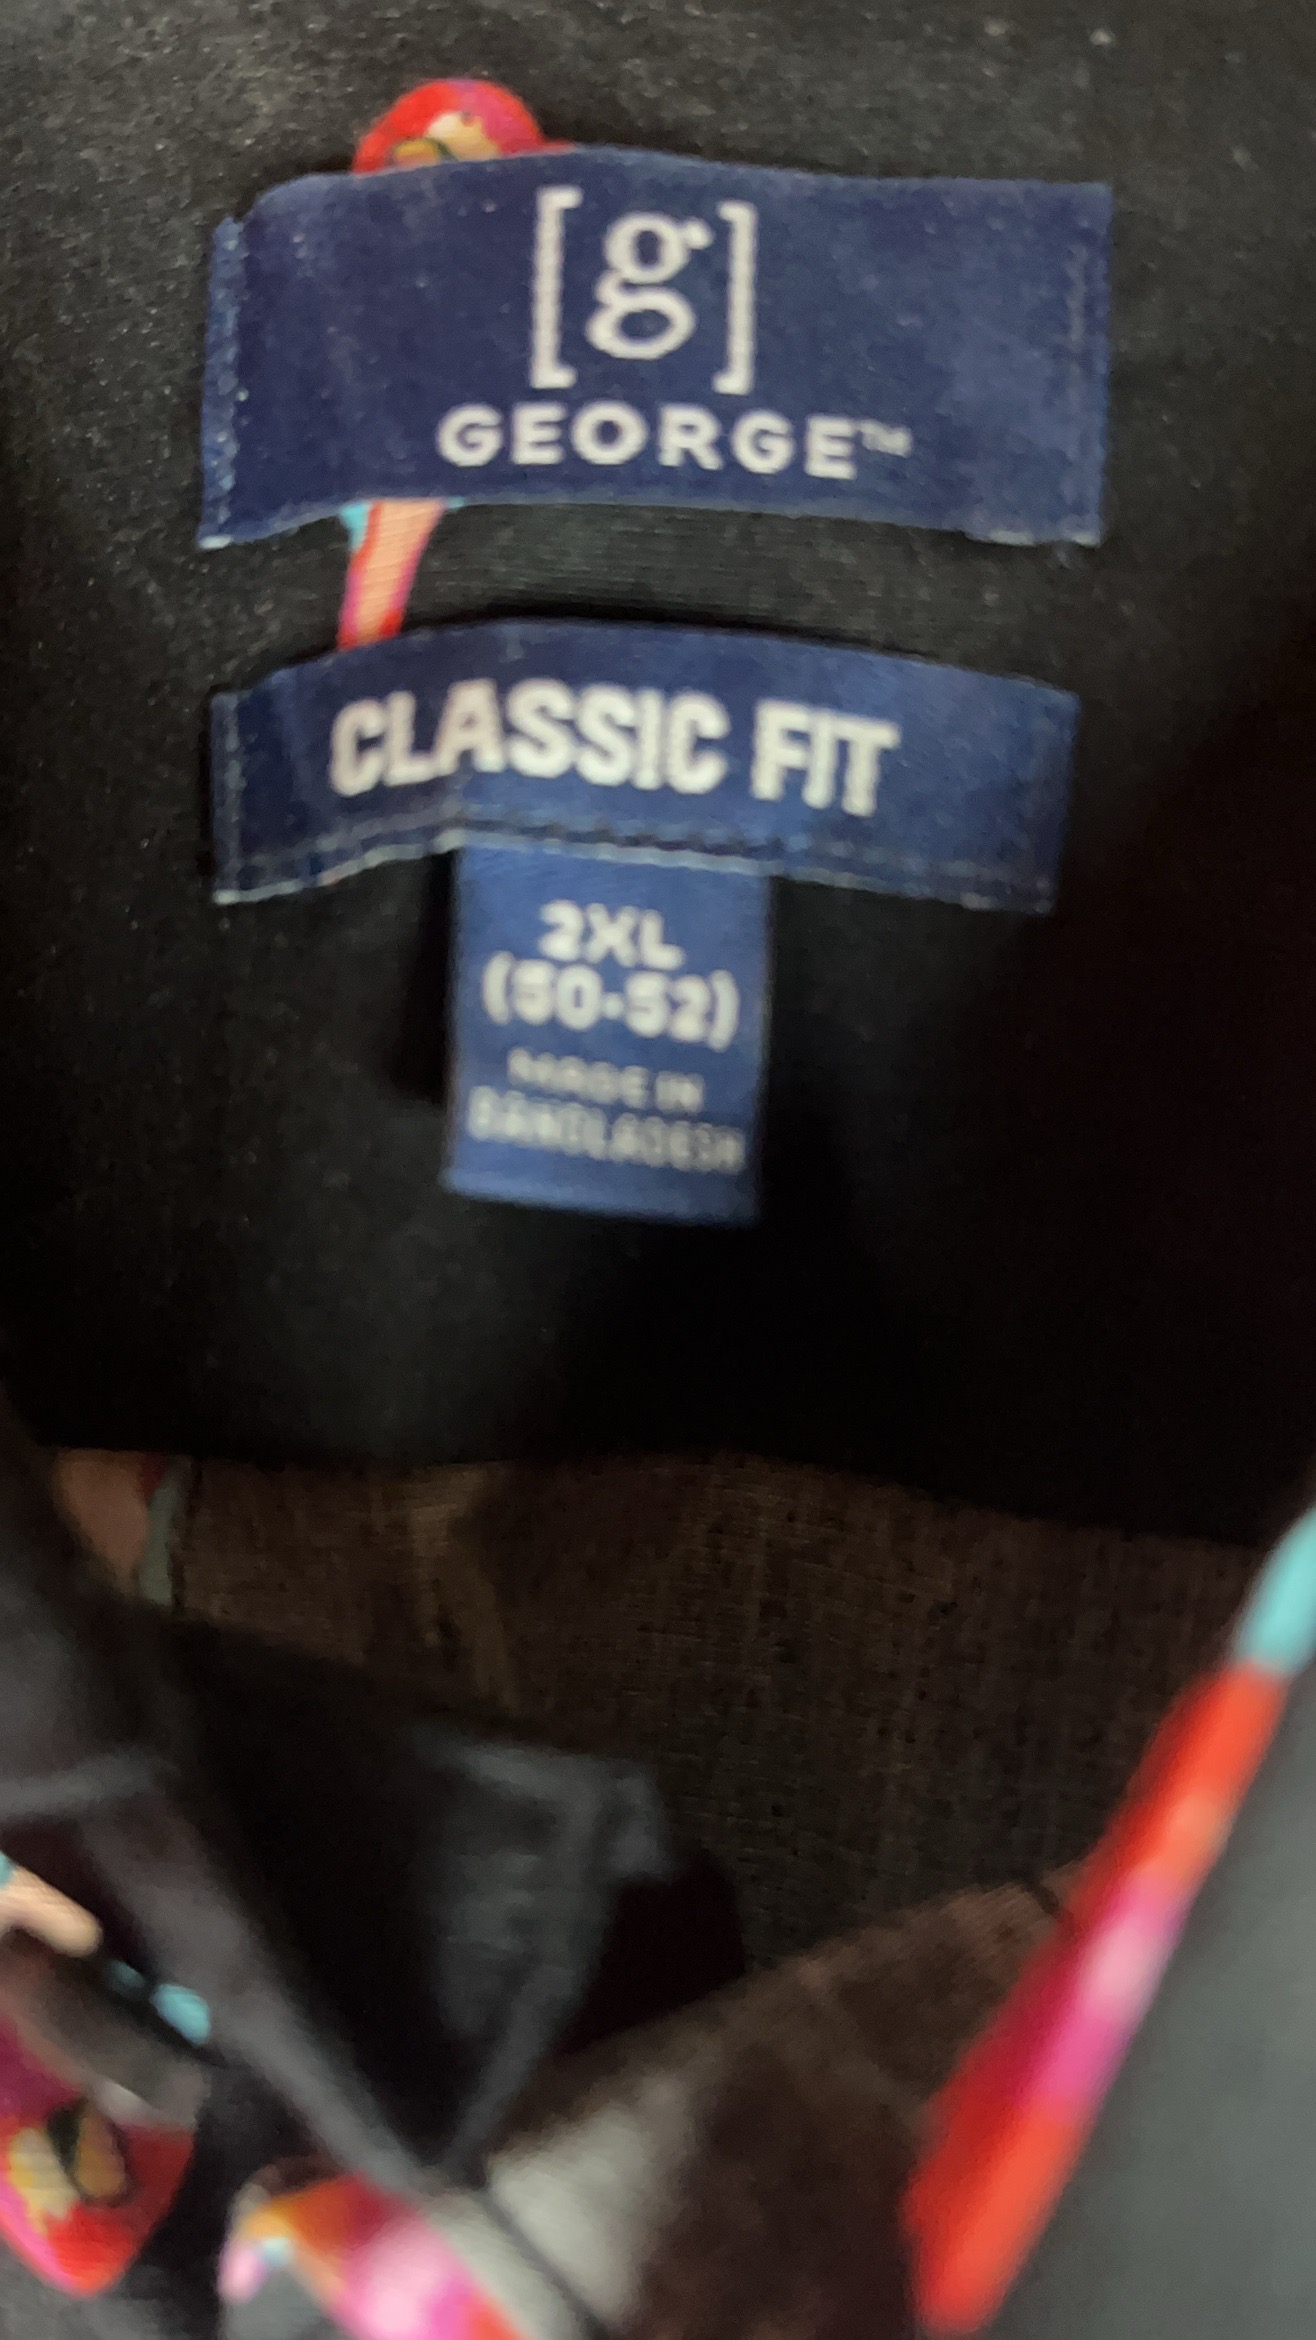 [g]
GEORGE™
CLASSIC FIT
2XL
(50-52)
MADE IN
BANGLADESH